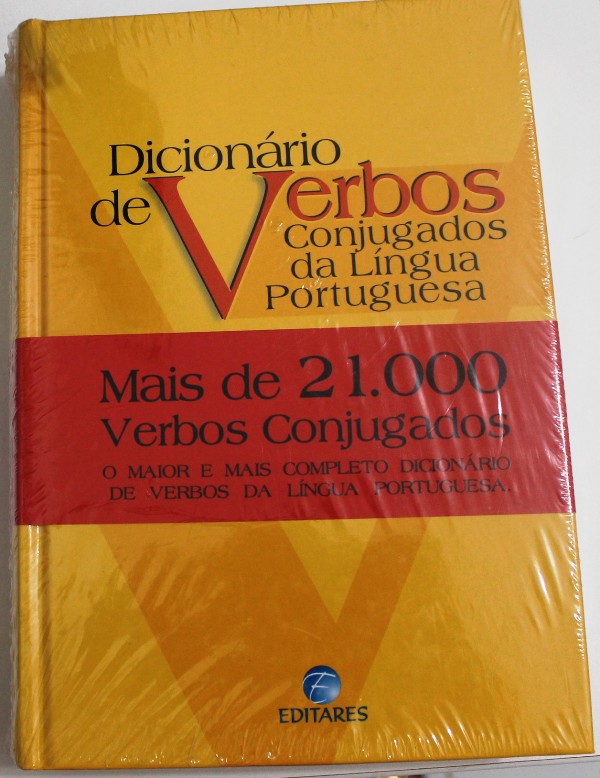 Dicionário
de Verbos
Conjugados
da Língua
Portuguesa
Mais de 21.000
Verbos Conjugados
O MAIOR E MAIS COMPLETO DICIONÁRIO
DE VERBOS DA LÍNGUA PORTUGUESA.
E
EDITARES